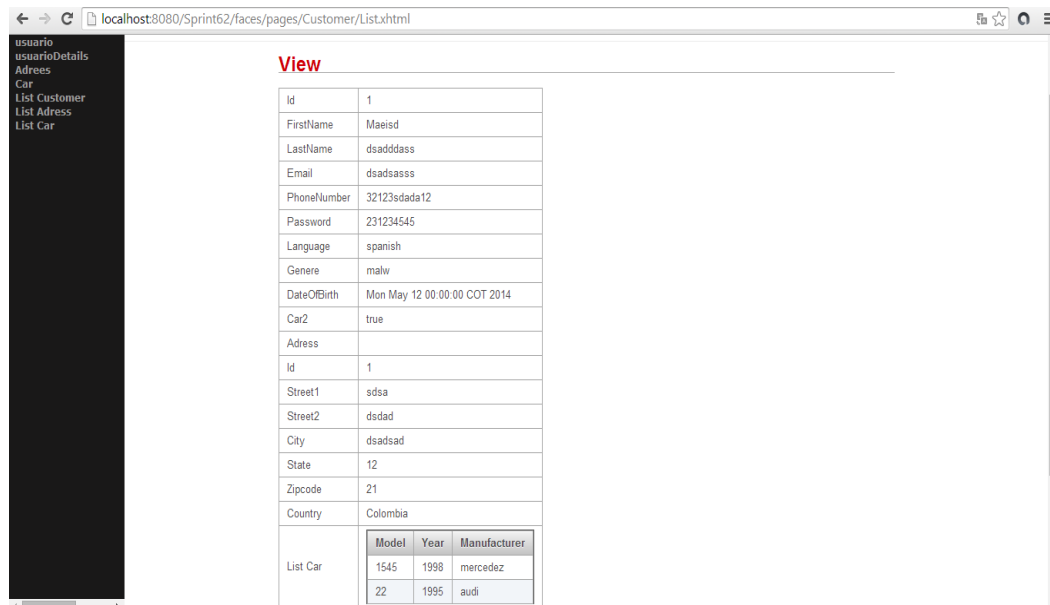 localhost:8080/Sprint62/faces/pages/Customer/List.xhtml
usuario
usuarioDetails
Adrees
Car
List Customer
List Adress
List Car
View
Id 1
FirstName Maeisd
LastName dsadddass
Email dsadsasss
PhoneNumber 32123sdada12
Password 231234545
Language spanish
Genere malw
DateOfBirth Mon May 12 00:00:00 COT 2014
Car2 true
Adress
Id 1
Street1 sdsa
Street2 dsdad
City dsadsad
State 12
Zipcode 21
Country Colombia
List Car
Model Year Manufacturer
1545 1998 mercedez
22 1995 audi